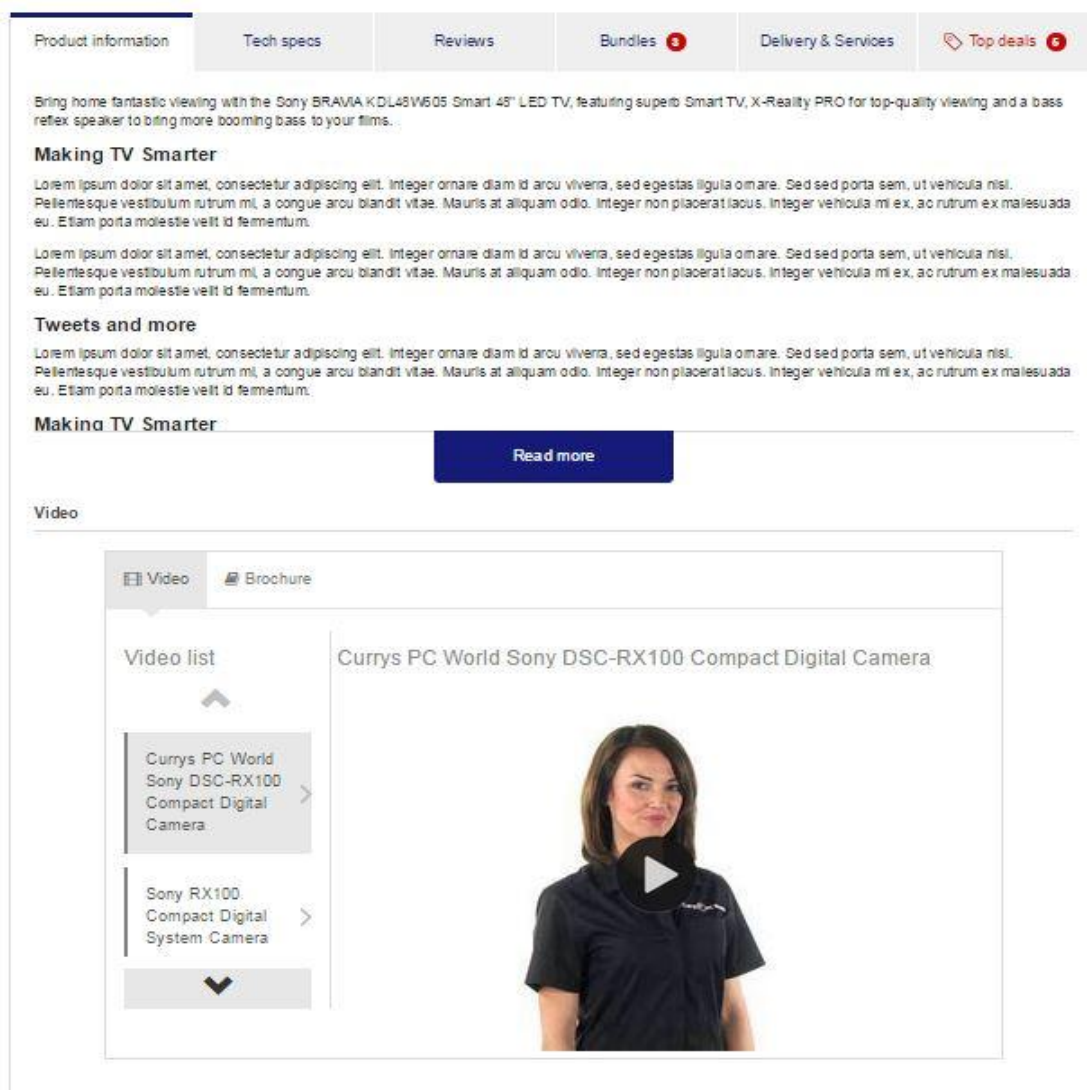 Product information
Tech specs
Reviews
Bundles 3
Delivery & Services
Top deals 6
Bring home fantastic viewing with the Sony BRAVIA KDL48W605 Smart 48" LED TV, featuring superb Smart TV, X-Reality PRO for top-quality viewing and a bass
reflex speaker to bring more booming bass to your films.
Making TV Smarter
Lorem ipsum dolor sit amet, consectetur adipiscing elit. Integer ornare diam id arcu viverra, sed egestas ligula ornare. Sed sed porta sem, ut vehicula nisl.
Pellentesque vestibulum rutrum mi, a congue arcu blandit vitae. Mauris at aliquam odio. Integer non placerat lacus. Integer vehicula mi ex, ac rutrum ex malesuada
eu. Etiam porta molestie velit id fermentum.
Lorem ipsum dolor sit amet, consectetur adipiscing elit. Integer ornare diam id arcu viverra, sed egestas ligula ornare. Sed sed porta sem, ut vehicula nisl.
Pellentesque vestibulum rutrum mi, a congue arcu blandit vitae. Mauris at aliquam odio. Integer non placerat lacus. Integer vehicula mi ex, ac rutrum ex malesuada
eu. Etiam porta molestie velit id fermentum.
Tweets and more
Lorem ipsum dolor sit amet, consectetur adipiscing elit. Integer ornare diam id arcu viverra, sed egestas ligula ornare. Sed sed porta sem, ut vehicula nisl.
Pellentesque vestibulum rutrum mi, a congue arcu blandit vitae. Mauris at aliquam odio. Integer non placerat lacus. Integer vehicula mi ex, ac rutrum ex malesuada
eu. Etiam porta molestie velit id fermentum.
Making TV Smarter
Read more
Video
Video
Brochure
Video list
Currys PC World
Sony DSC-RX100
Compact Digital
Camera
Sony RX100
Compact Digital
System Camera
Currys PC World Sony DSC-RX100 Compact Digital Camera